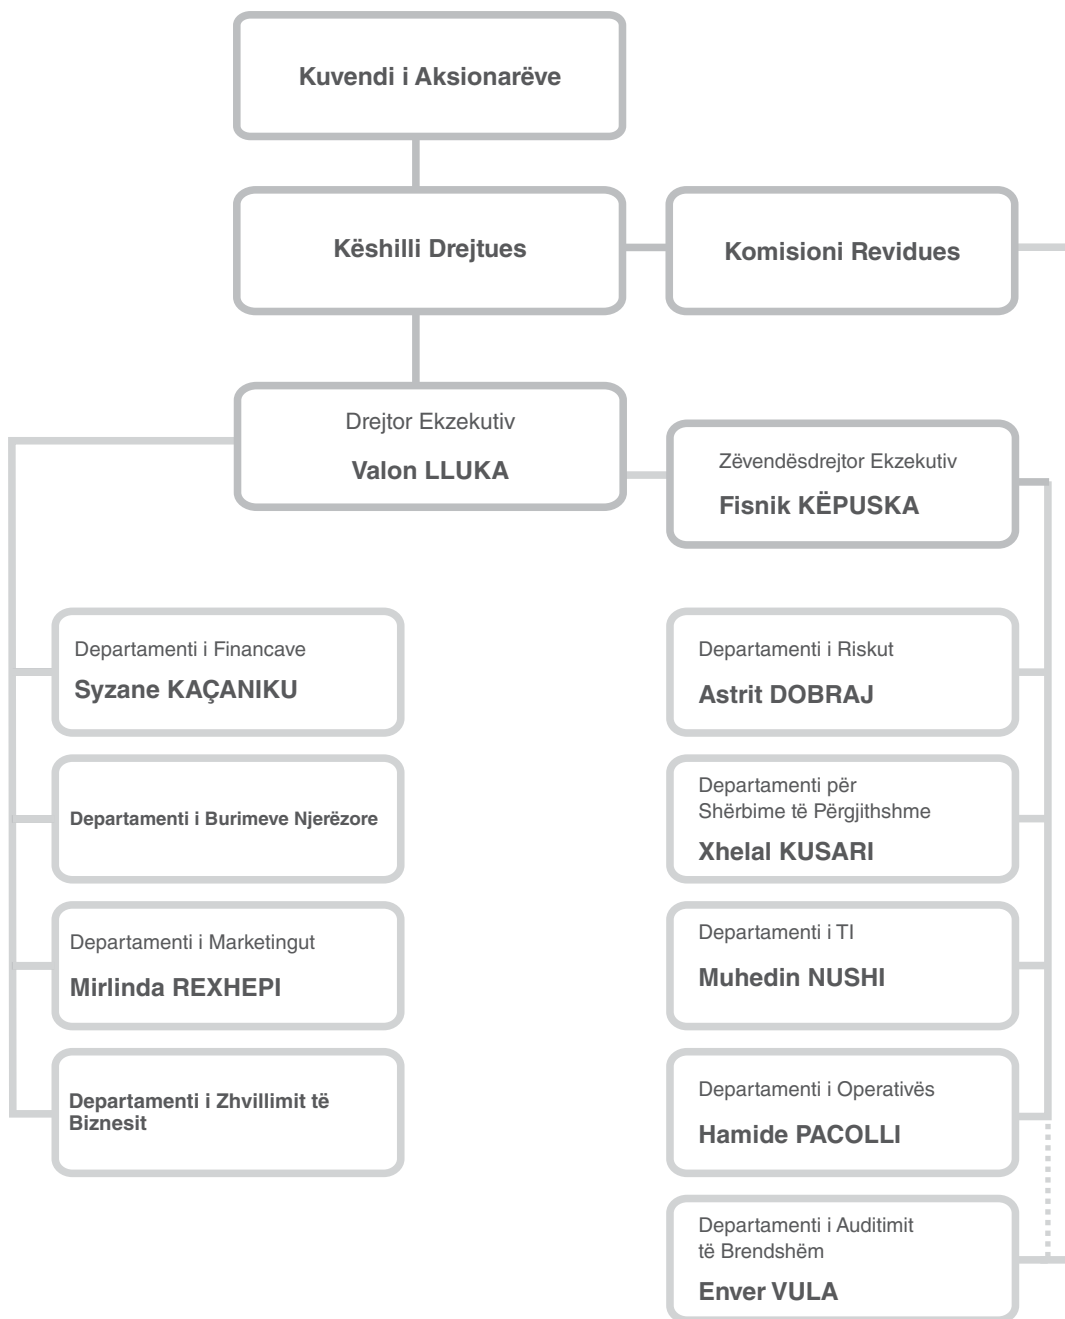 Kuvendi i Aksionarëve
Këshilli Drejtues
Komisioni Revidues
Drejtor Ekzekutiv
Valon LLUKA
Zëvendësdrejtor Ekzekutiv
Fisnik KËPUSKA
Departamenti i Financave
Syzane KAÇANIKU
Departamenti i Burimeve Njerëzore
Departamenti i Marketingut
Mirlinda REXHEPI
Departamenti i Zhvillimit të
Biznesit
Departamenti i Riskut
Astrit DOBRAJ
Departamenti për
Shërbime të Përgjithshme
Xhelal KUSARI
Departamenti i TI
Muhedin NUSHI
Departamenti i Operativës
Hamide PACOLLI
Departamenti i Auditimit
të Brendshëm
Enver VULA